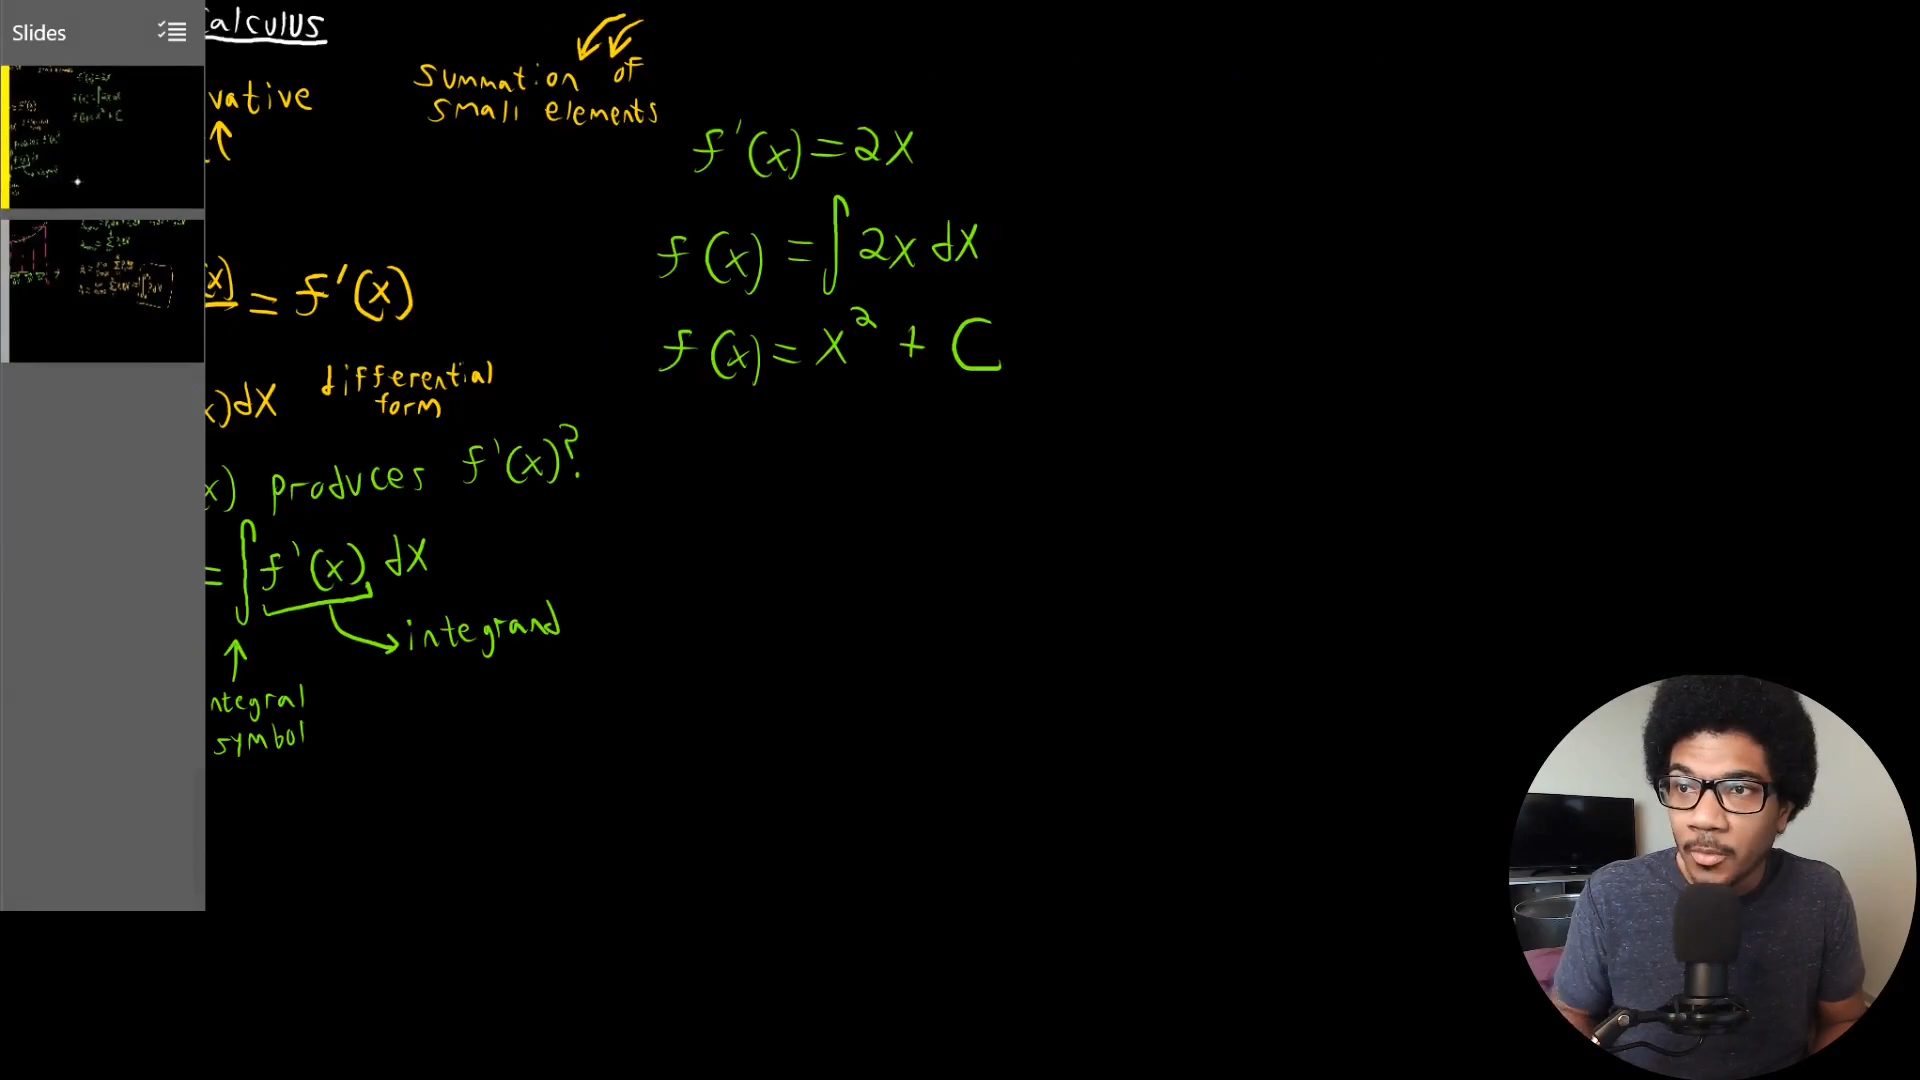 Slides
alculus
vative
Summation of
small elements
f'(x) = 2x
f(x) = ∫ 2x dx
f(x) = x² + C
(x) = f'(x)
x)dx differential
form
x) produces f'(x)?
= ∫ f'(x) dx
integrand
ntegral
symbol